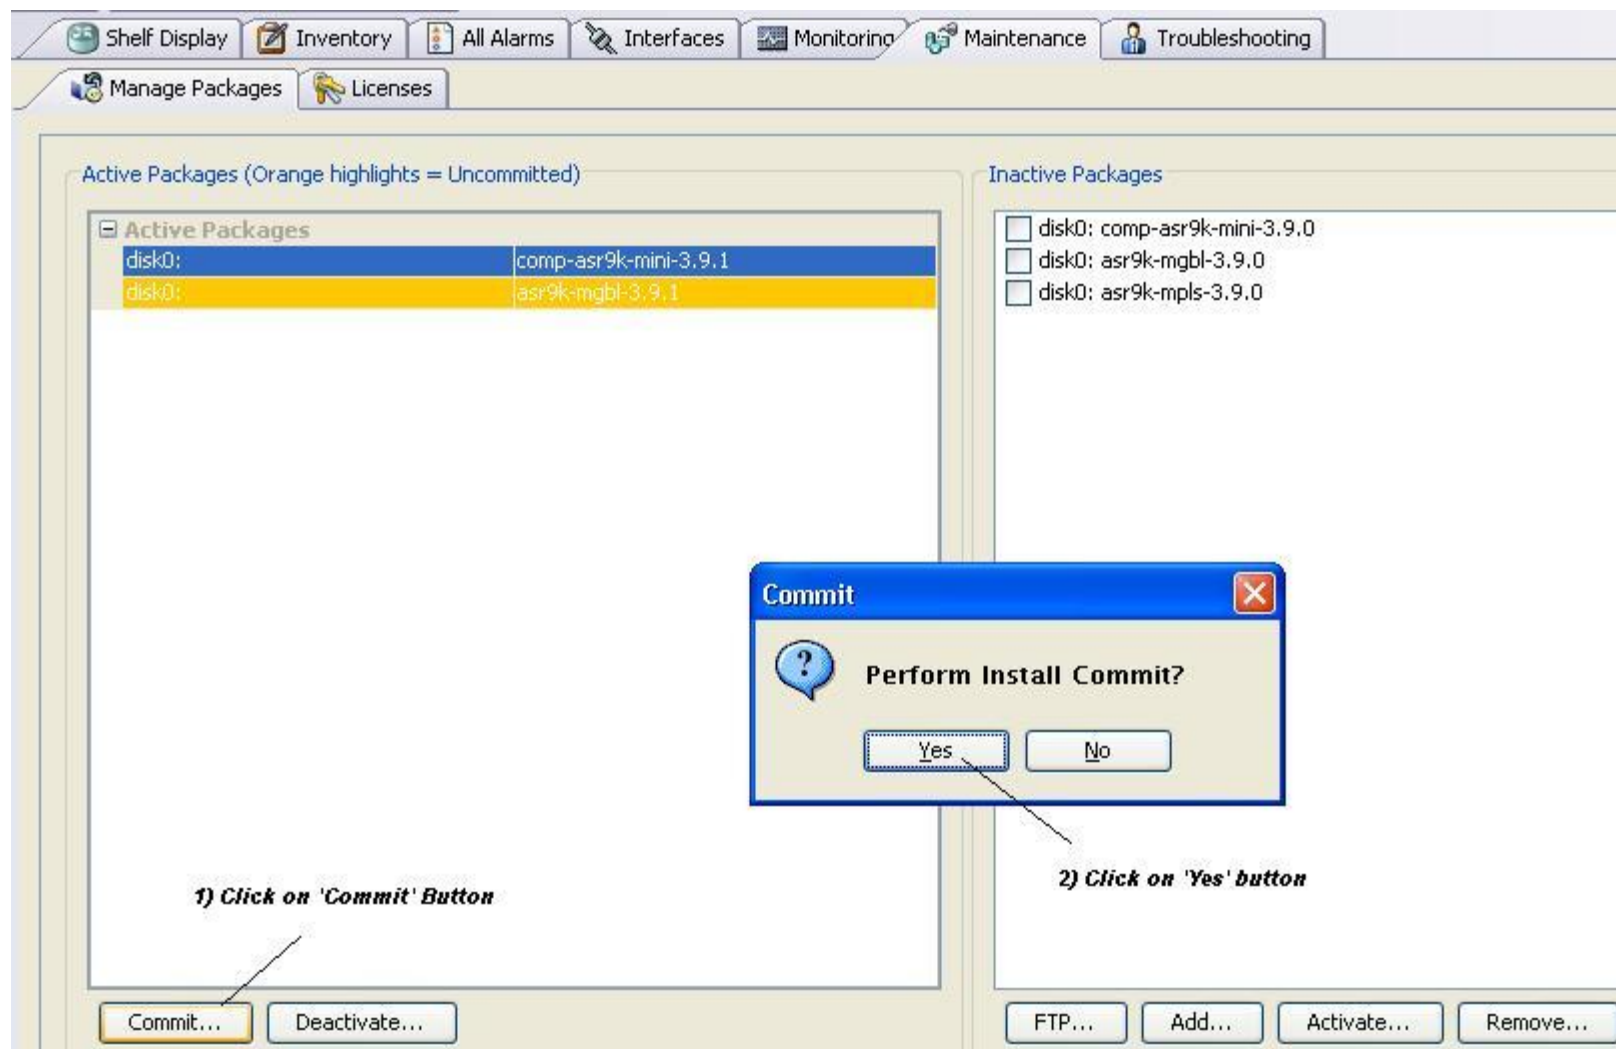 Shelf Display Inventory All Alarms Interfaces Monitoring Maintenance Troubleshooting
Manage Packages Licenses
Active Packages (Orange highlights = Uncommitted)
Active Packages
disk0: comp-asr9k-mini-3.9.1
disk0: asr9k-mgbl-3.9.1
Inactive Packages
disk0: comp-asr9k-mini-3.9.0
disk0: asr9k-mgbl-3.9.0
disk0: asr9k-mpls-3.9.0
Commit
Perform Install Commit?
Yes No
2) Click on 'Yes' button
1) Click on 'Commit' Button
Commit... Deactivate...
FTP... Add... Activate... Remove...